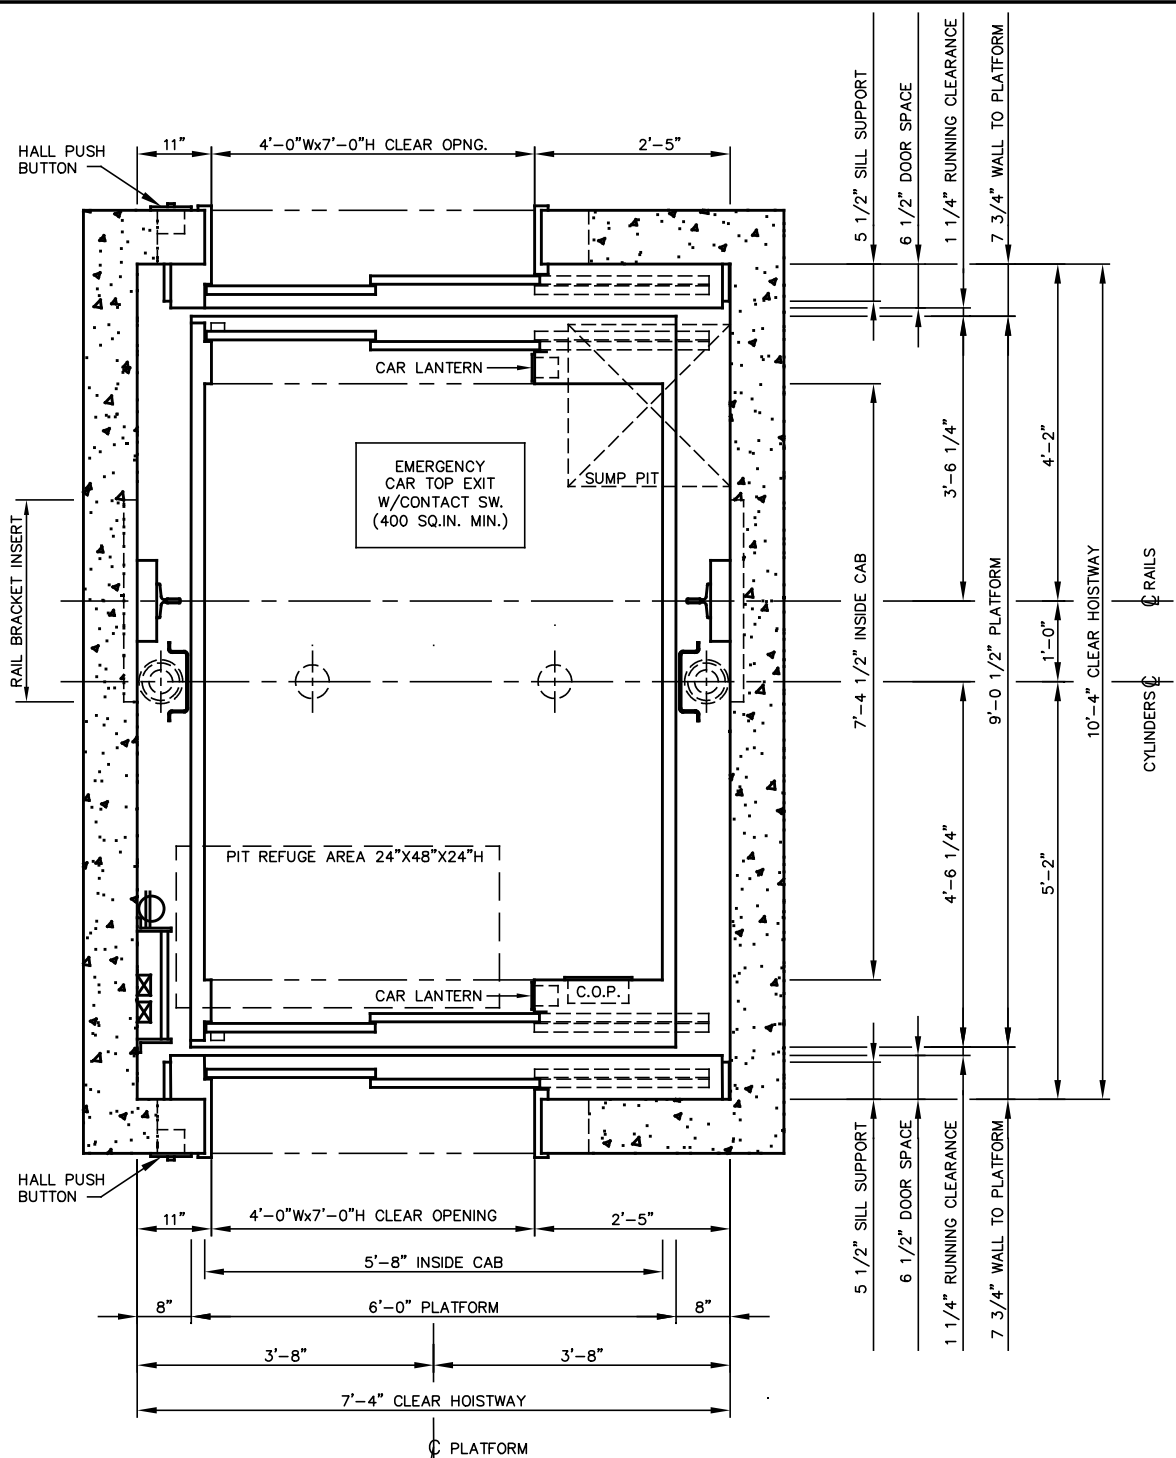 5 1/2" SILL SUPPORT
6 1/2" DOOR SPACE
1 1/4" RUNNING CLEARANCE
7 3/4" WALL TO PLATFORM
HALL PUSH
BUTTON
11"
4'-0"Wx7'-0"H CLEAR OPNG.
2'-5"
CAR LANTERN
EMERGENCY
CAR TOP EXIT
W/CONTACT SW.
(400 SQ.IN. MIN.)
SUMP PIT
RAIL BRACKET INSERT
7'-4 1/2" INSIDE CAB
3'-6 1/4"
9'-0 1/2" PLATFORM
4'-2"
1'-0"
10'-4" CLEAR HOISTWAY
℄ RAILS
CYLINDERS ℄
4'-6 1/4"
5'-2"
PIT REFUGE AREA 24"X48"X24"H
CAR LANTERN
C.O.P.
HALL PUSH
BUTTON
11"
4'-0"Wx7'-0"H CLEAR OPENING
2'-5"
5'-8" INSIDE CAB
8"
6'-0" PLATFORM
8"
3'-8"
3'-8"
7'-4" CLEAR HOISTWAY
℄ PLATFORM
5 1/2" SILL SUPPORT
6 1/2" DOOR SPACE
1 1/4" RUNNING CLEARANCE
7 3/4" WALL TO PLATFORM